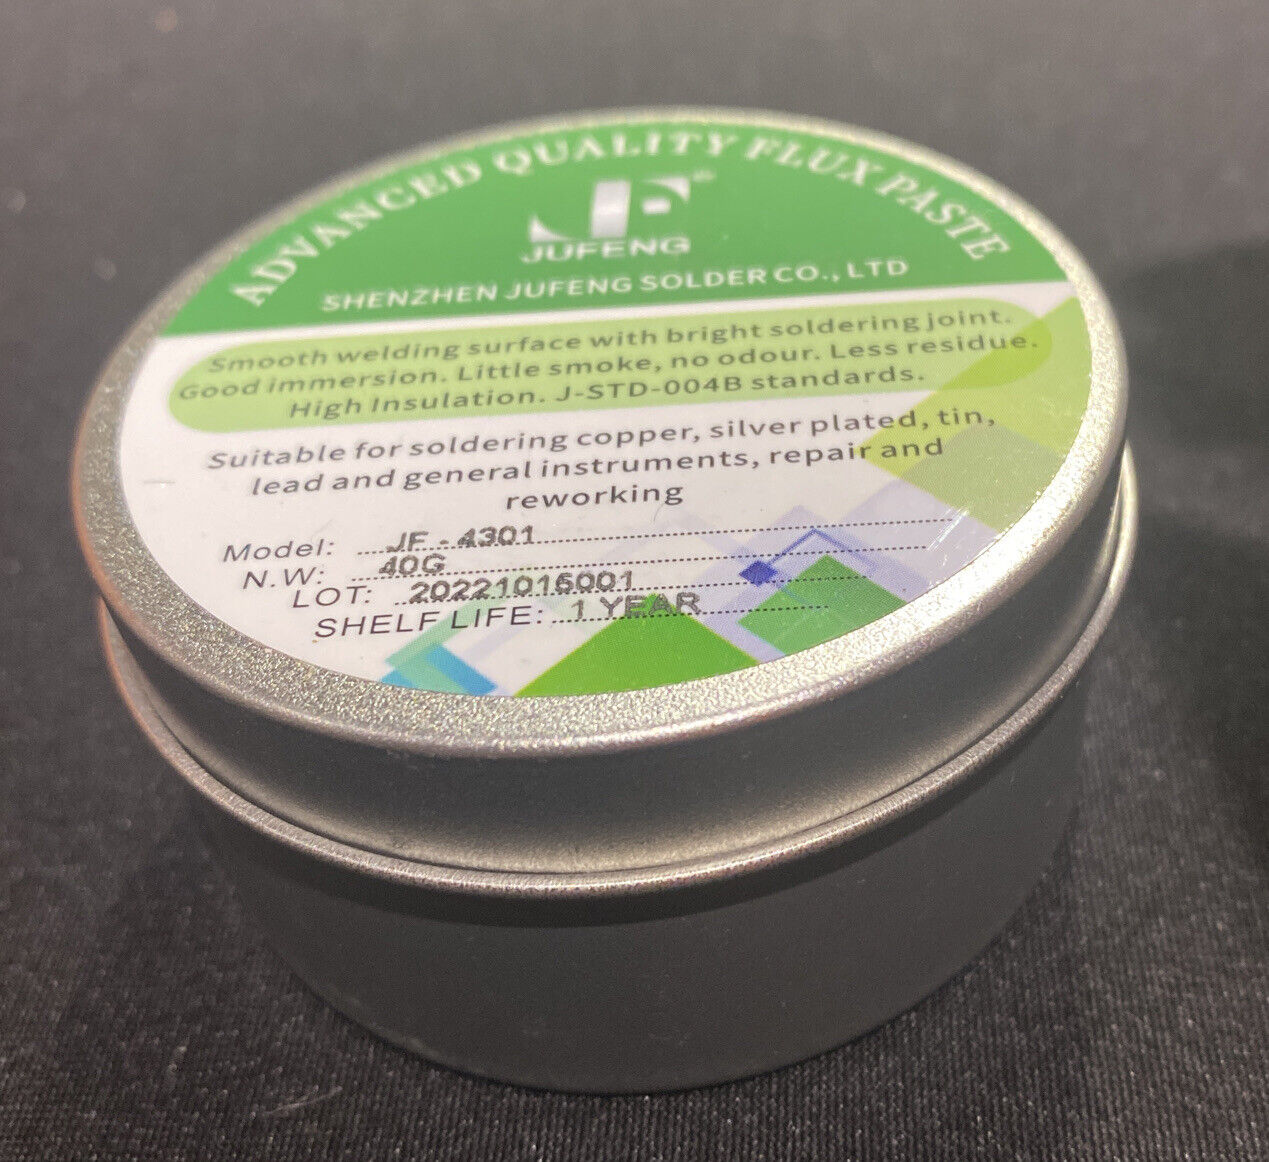 ADVANCED QUALITY FLUX PASTE
JF®
JUFENG
SHENZHEN JUFENG SOLDER CO., LTD
Smooth welding surface with bright soldering joint.
Good immersion. Little smoke, no odour. Less residue.
High Insulation. J-STD-004B standards.
Suitable for soldering copper, silver plated, tin,
lead and general instruments, repair and
reworking
Model: JF - 4301
N.W: 40G
LOT: 20221016001
SHELF LIFE: 1 YEAR